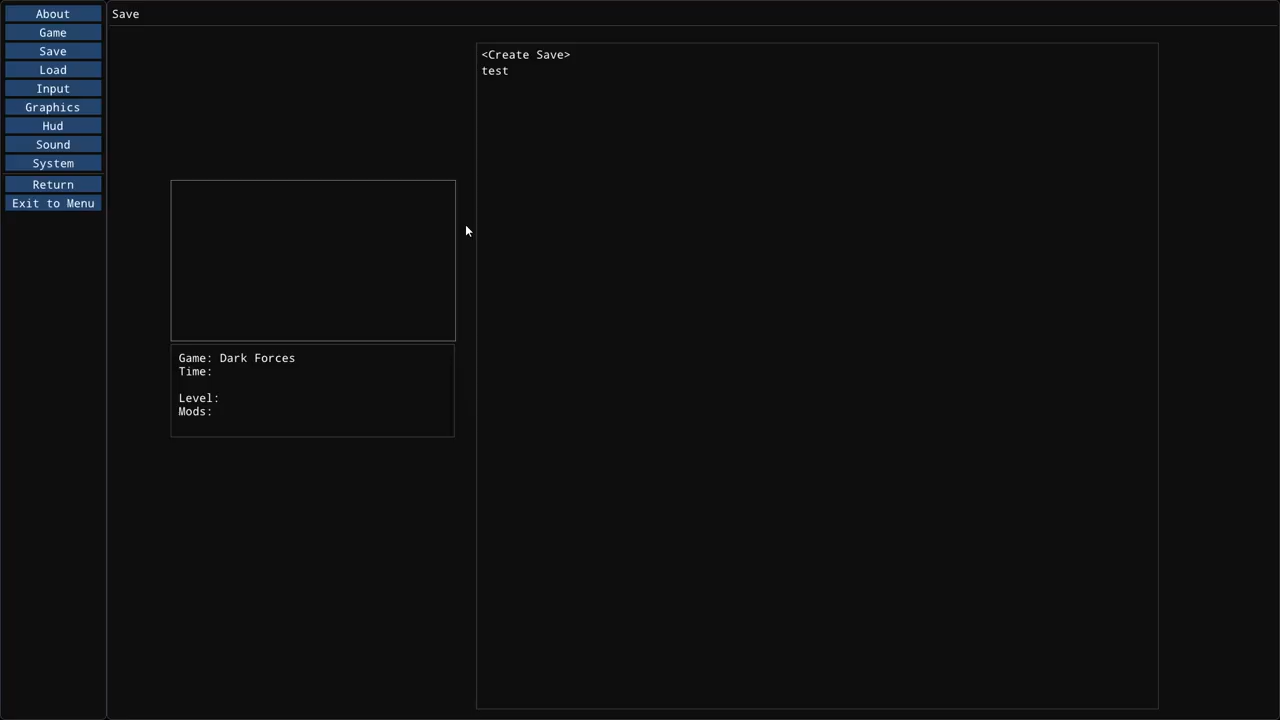 About
Game
Save
Load
Input
Graphics
Hud
Sound
System
Return
Exit to Menu
Save
<Create Save>
test
Game: Dark Forces
Time:
Level:
Mods: